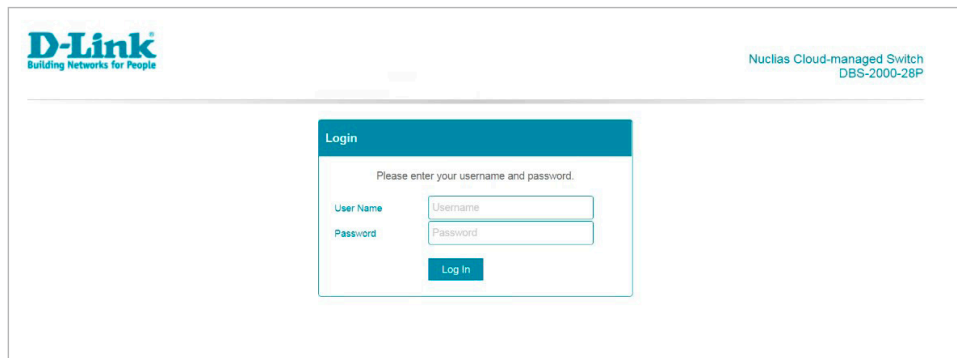 D-Link
Building Networks for People
Nuclias Cloud-managed Switch
DBS-2000-28P
Login
Please enter your username and password.
User Name
Username
Password
Password
Log In